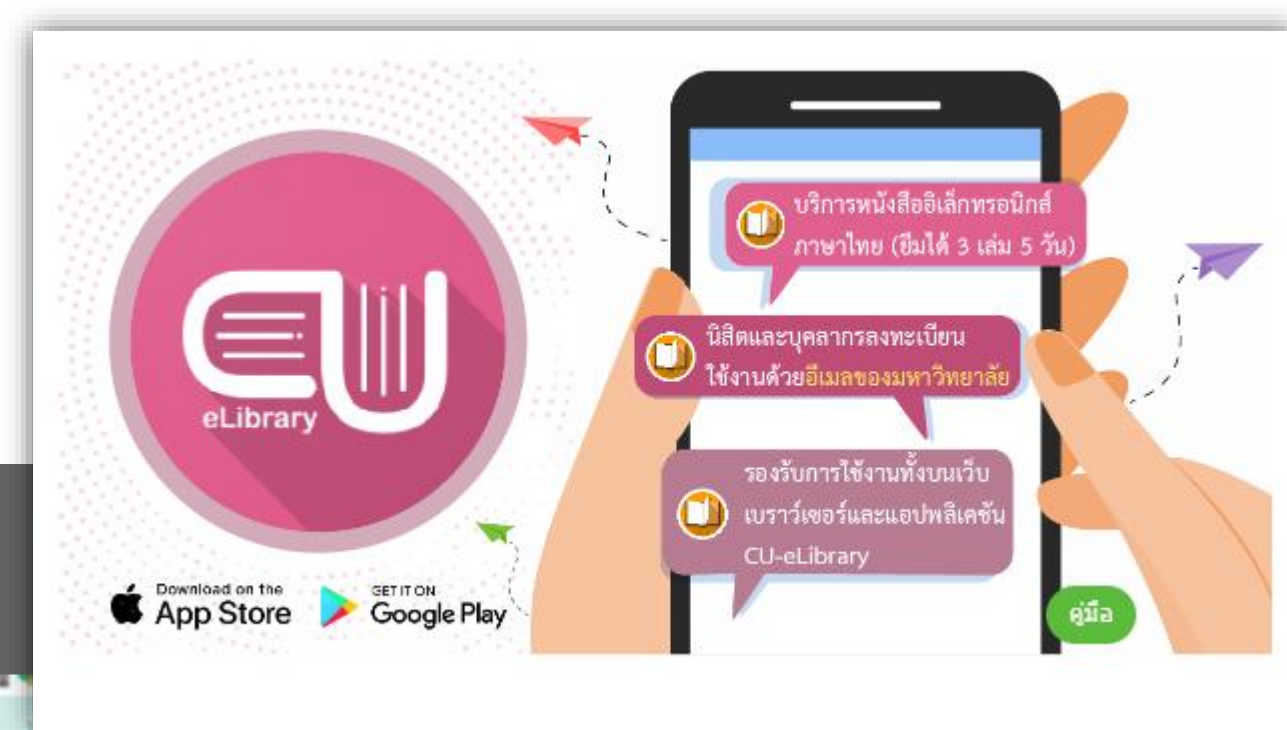 CU
eLibrary
Download on the
App Store
GET IT ON
Google Play
บริการหนังสืออิเล็กทรอนิกส์
ภาษาไทย (ยืมได้ 3 เล่ม 5 วัน)
นิสิตและบุคลากรลงทะเบียน
ใช้งานด้วยอีเมลของมหาวิทยาลัย
รองรับการใช้งานทั้งบนเว็บ
เบราว์เซอร์และแอปพลิเคชัน
CU-eLibrary
คู่มือ